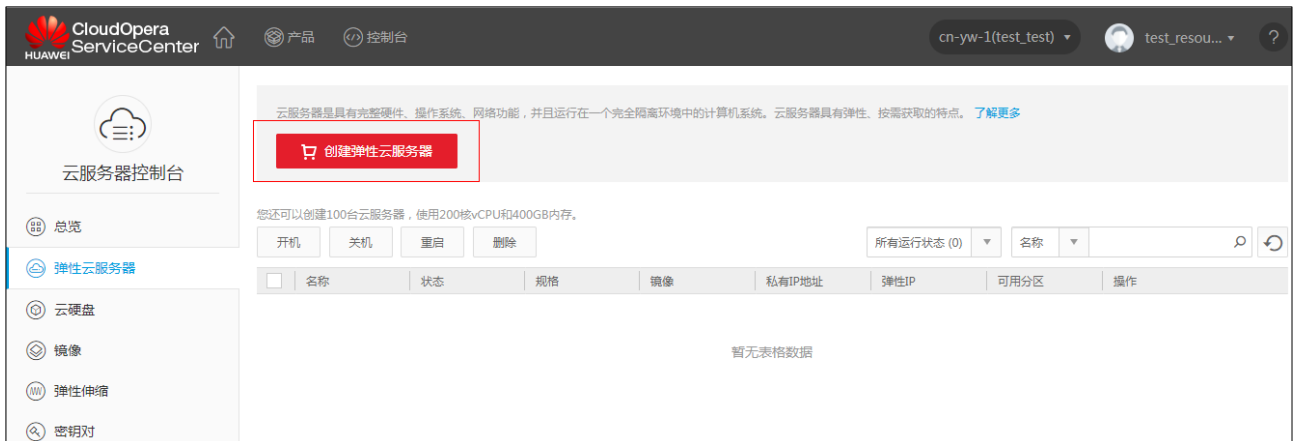 CloudOpera
HUAWEI ServiceCenter
产品 控制台 cn-yw-1(test_test) test_resou... ?
云服务器是具有完整硬件、操作系统、网络功能，并且运行在一个完全隔离环境中的计算机系统。云服务器具有弹性、按需获取的特点。 了解更多
创建弹性云服务器
云服务器控制台
总览
弹性云服务器
云硬盘
镜像
弹性伸缩
密钥对
您还可以创建100台云服务器，使用200核vCPU和400GB内存。
开机 关机 重启 删除 所有运行状态 (0) 名称
名称 状态 规格 镜像 私有IP地址 弹性IP 可用分区 操作
暂无表格数据